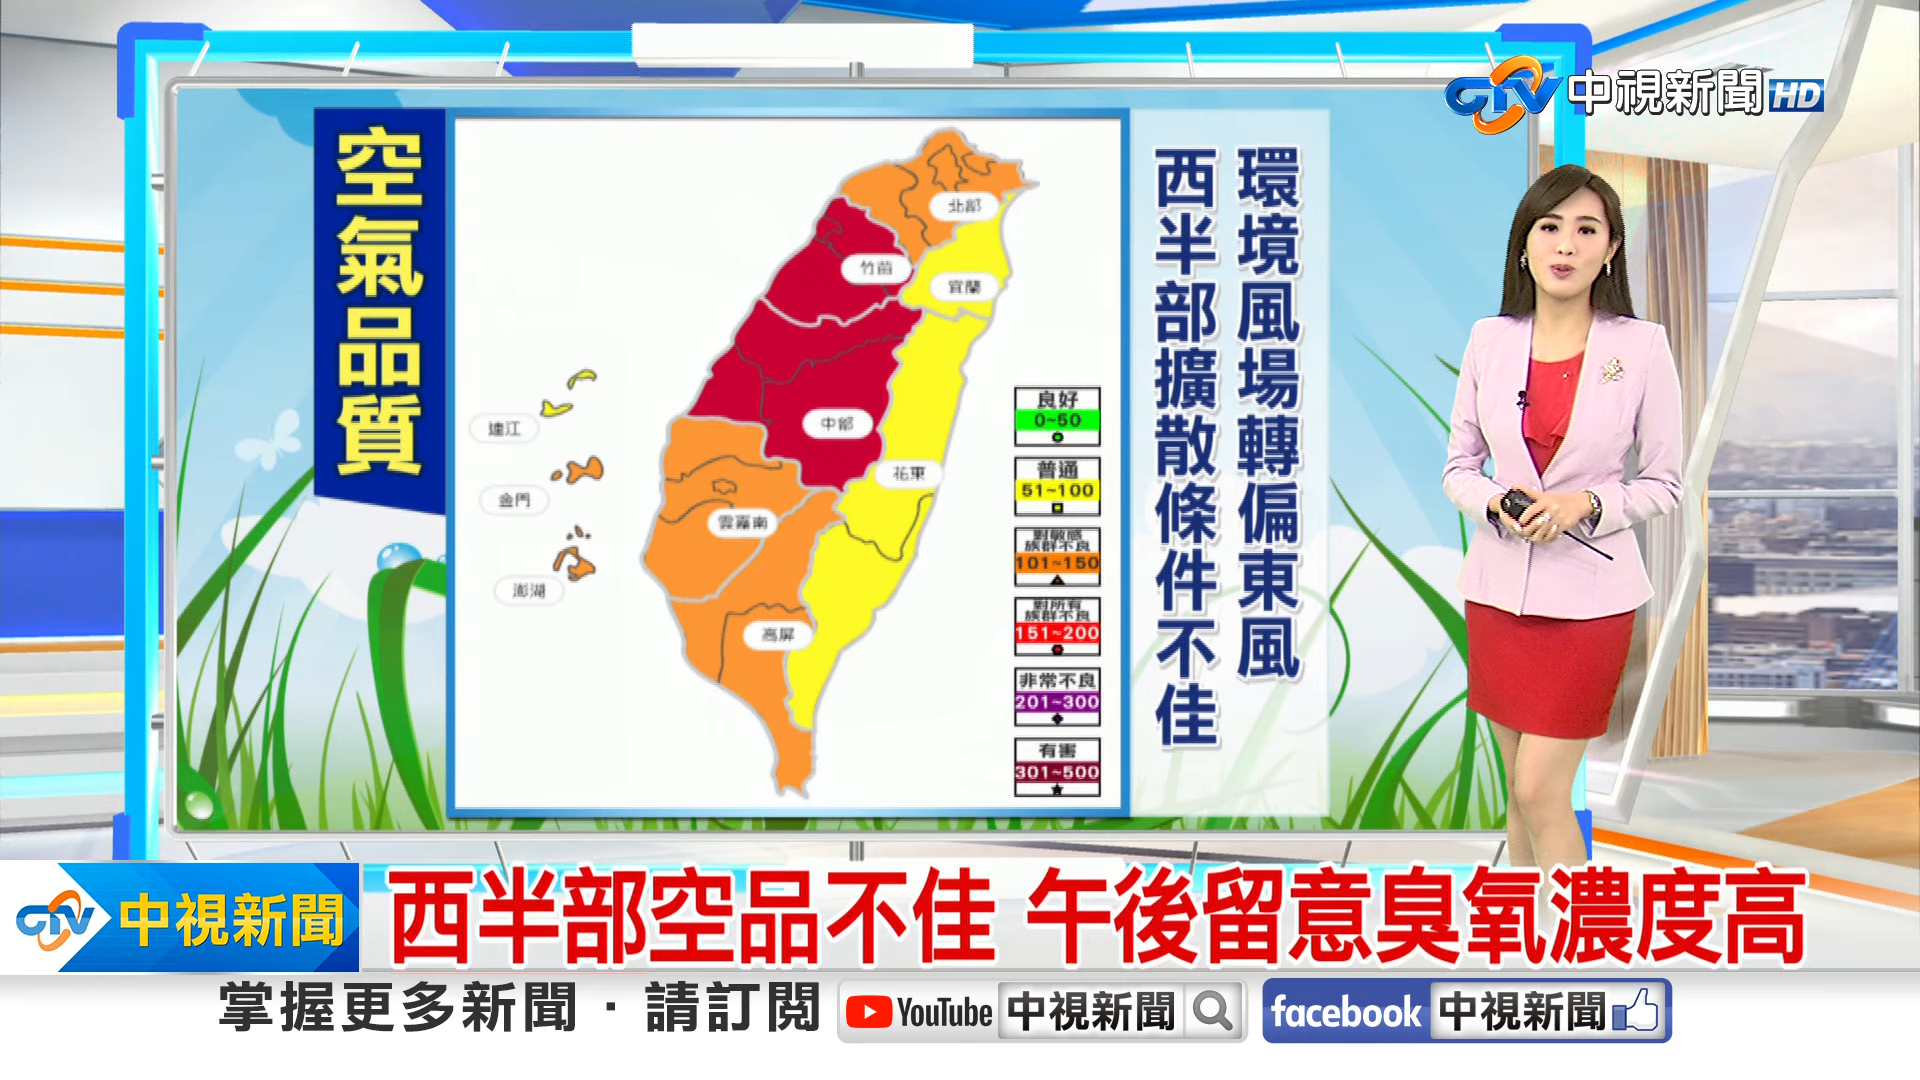 空氣品質
環境風場轉偏東風
西半部擴散條件不佳
CTV 中視新聞 HD
北部
竹苗
宜蘭
中部
連江
花東
金門
雲嘉南
澎湖
高屏
良好
0~50
普通
51~100
對敏感
族群不良
101~150
對所有
族群不良
151~200
非常不良
201~300
有害
301~500
CTV 中視新聞
西半部空品不佳 午後留意臭氧濃度高
掌握更多新聞·請訂閱 YouTube 中視新聞 facebook 中視新聞